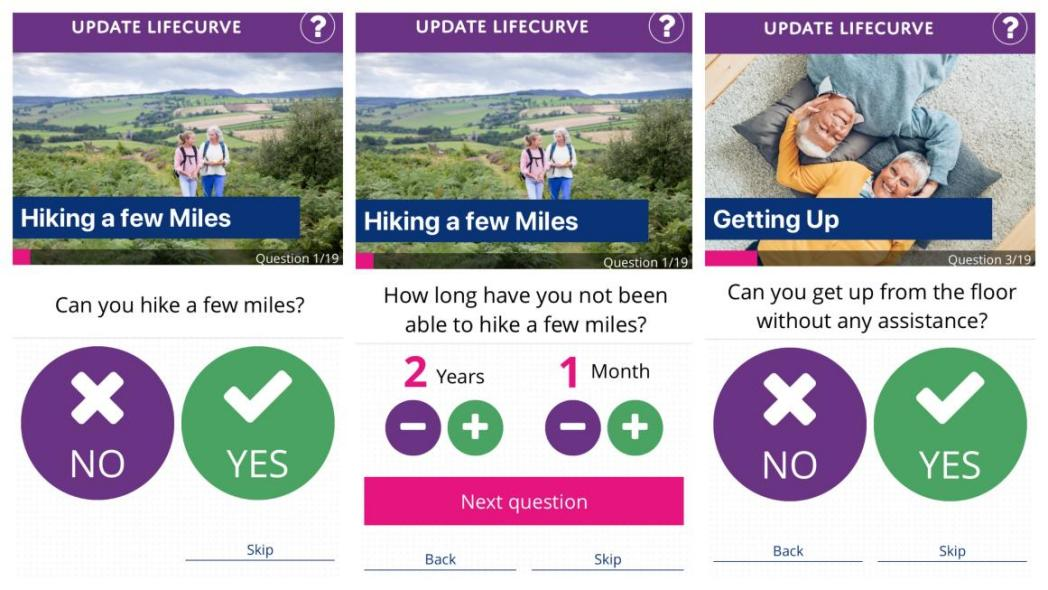 UPDATE LIFECURVE
?
Hiking a few Miles
Question 1/19
Can you hike a few miles?
NO
YES
Skip
UPDATE LIFECURVE
?
Hiking a few Miles
Question 1/19
How long have you not been
able to hike a few miles?
2 Years
1 Month
Next question
Back
Skip
UPDATE LIFECURVE
?
Getting Up
Question 3/19
Can you get up from the floor
without any assistance?
NO
YES
Back
Skip